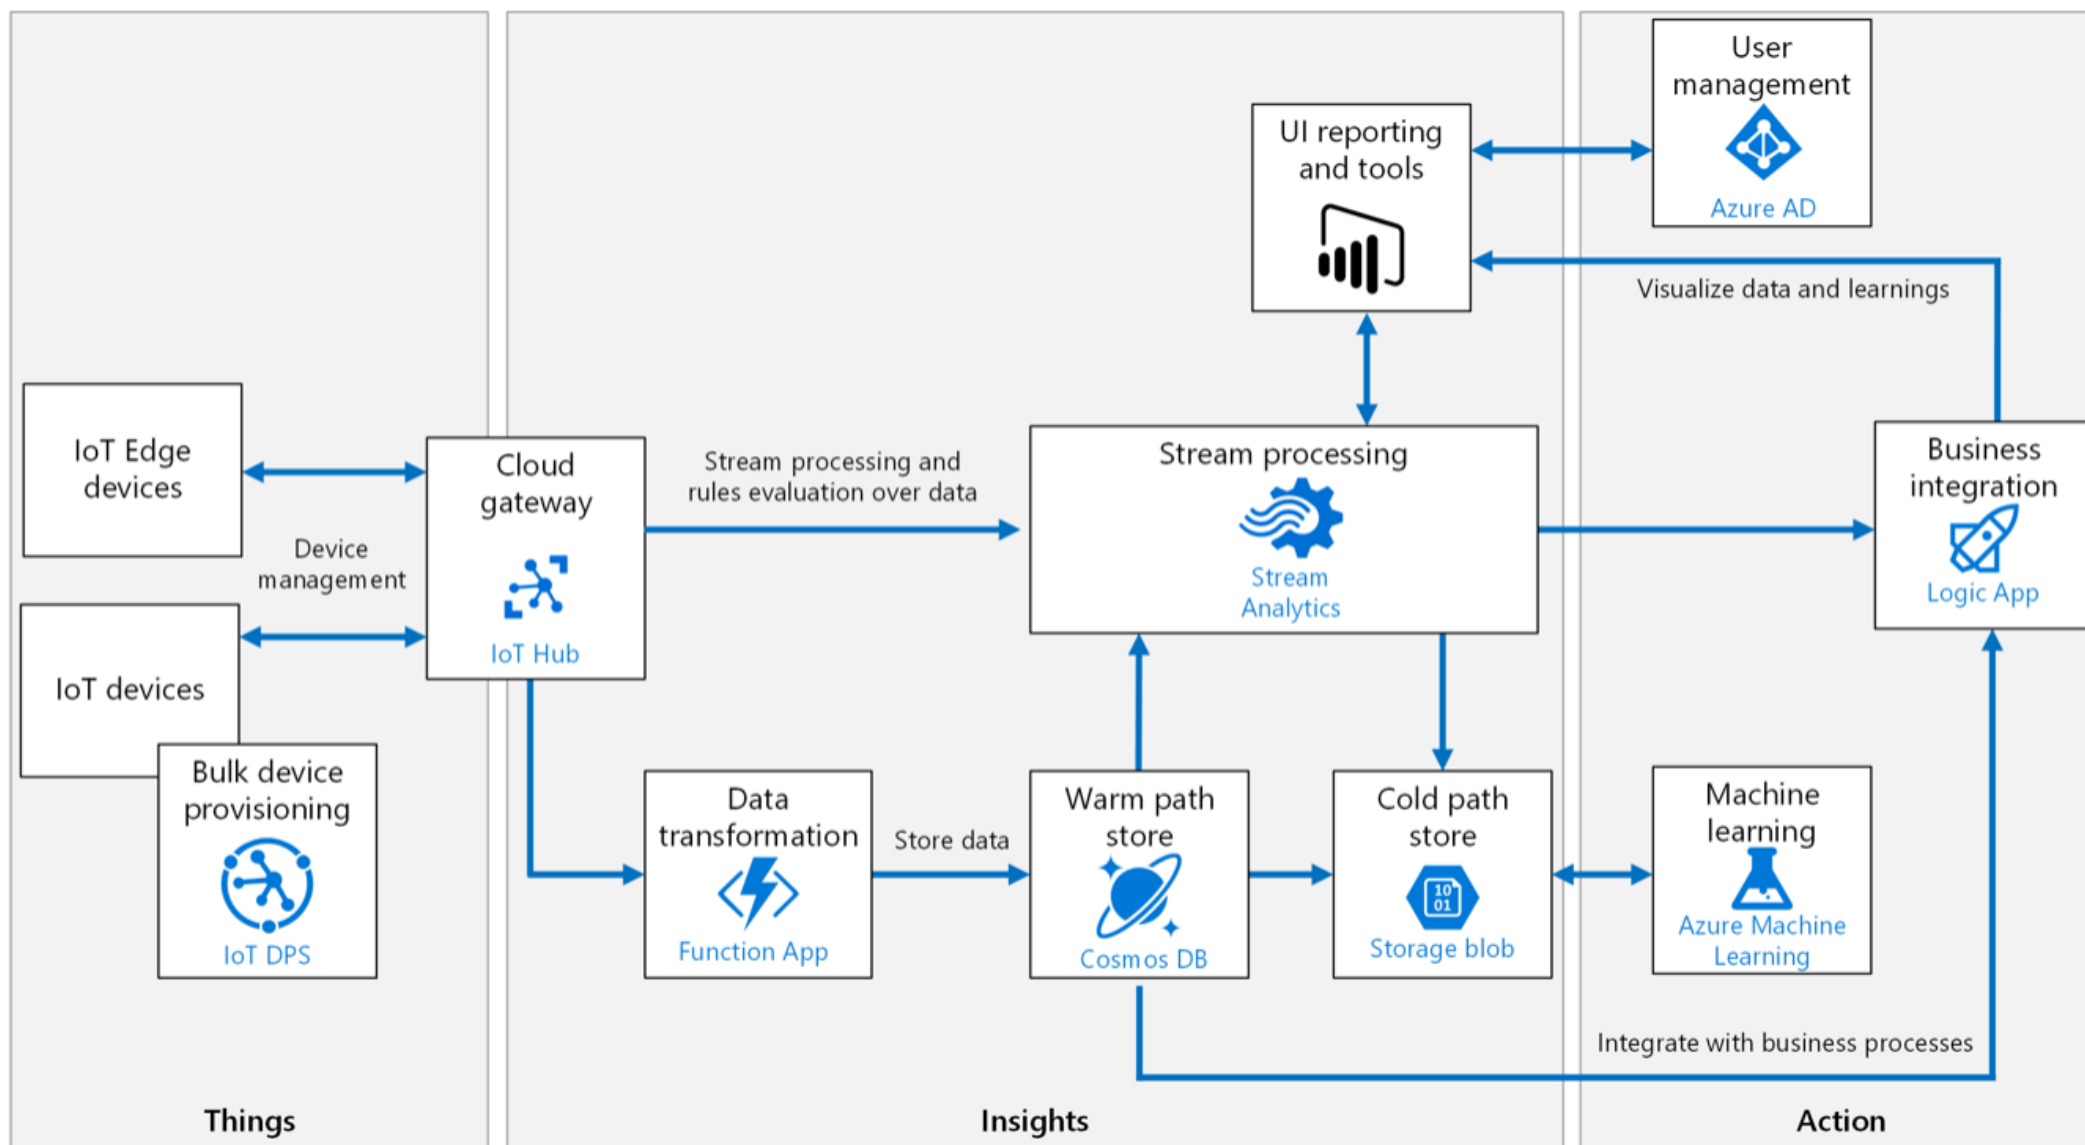 User
management
Azure AD
UI reporting
and tools
Visualize data and learnings
IoT Edge
devices
Device
management
IoT devices
Bulk device
provisioning
IoT DPS
Cloud
gateway
IoT Hub
Stream processing and
rules evaluation over data
Stream processing
Stream
Analytics
Business
integration
Logic App
Data
transformation
Function App
Store data
Warm path
store
Cosmos DB
Cold path
store
10
01
Storage blob
Machine
learning
Azure Machine
Learning
Integrate with business processes
Things
Insights
Action